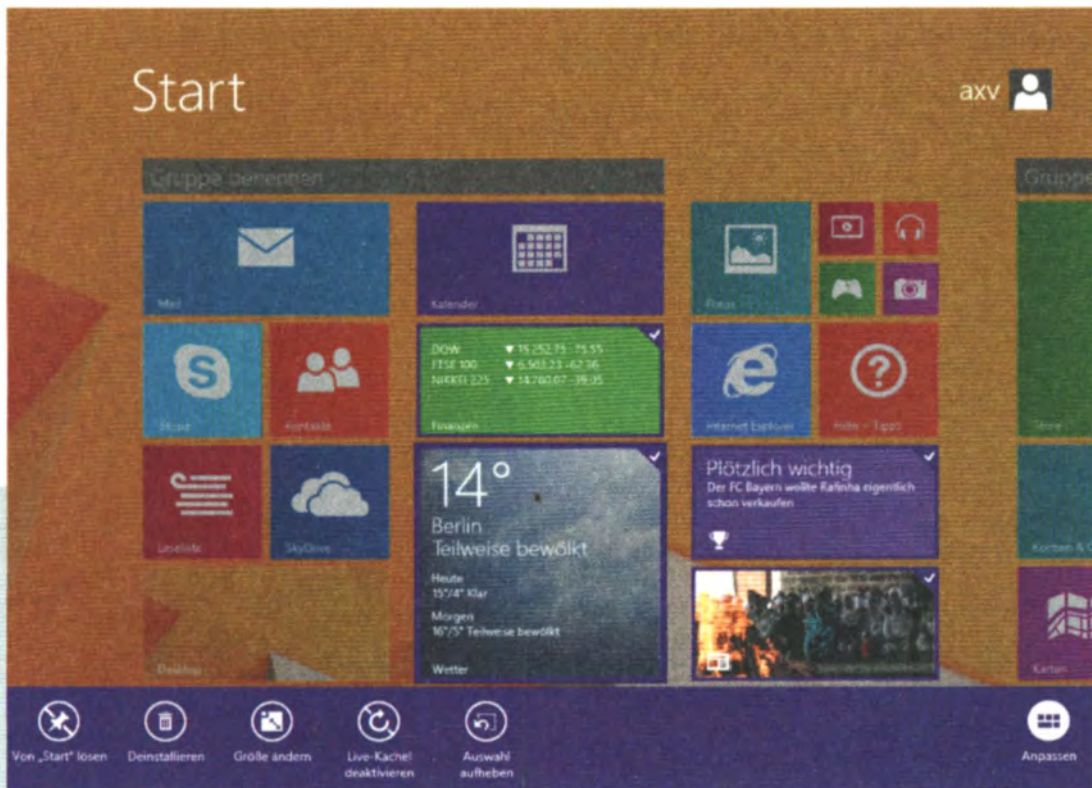 Start
axv
Gruppe benennen
Gruppe
Mail
Kalender
Fotos
DOW ▼ 15.252,73 -75,55
FTSE 100 ▼ 6.503,23 -62,36
NIKKEI 225 ▼ 14.760,07 -39,05
Finanzen
Skype
Kontakte
Internet Explorer
Hilfe + Tipps
Store
14°
Berlin
Teilweise bewölkt
Heute
15°/4° Klar
Morgen
16°/5° Teilweise bewölkt
Wetter
Plötzlich wichtig
Der FC Bayern wollte Rafinha eigentlich
schon verkaufen
Leseliste
SkyDrive
Desktop
Karten
Von „Start" lösen
Deinstallieren
Größe ändern
Live-Kachel
deaktivieren
Auswahl
aufheben
Anpassen